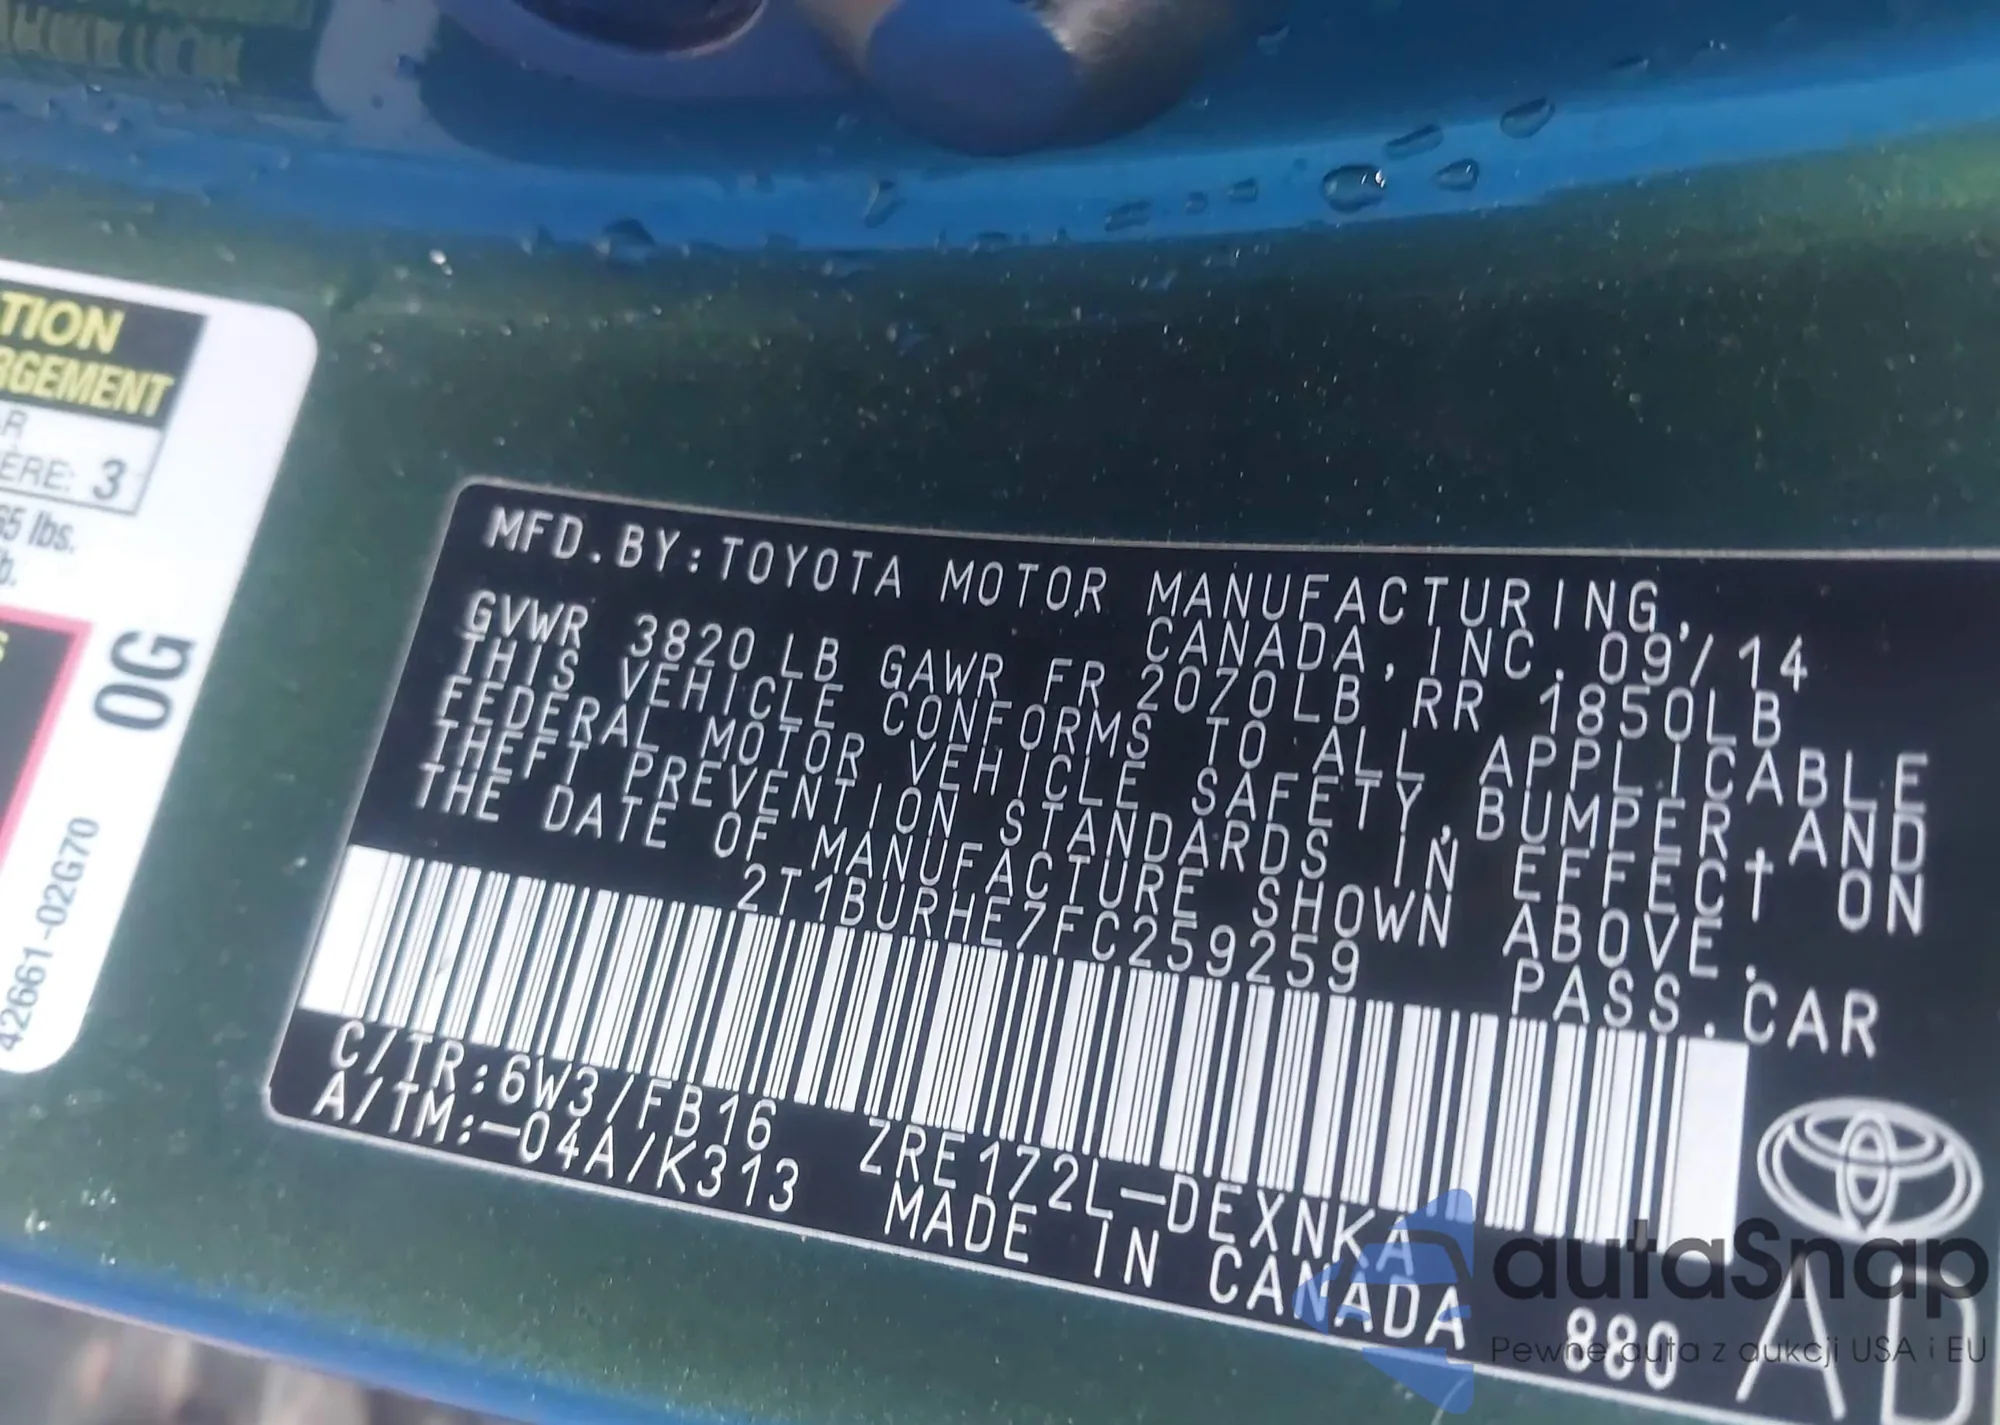 TION
RGEMENT
R
ERE: 3
65 lbs.
b.
0G
42661-02G70
MFD.BY:TOYOTA MOTOR MANUFACTURING,
CANADA, INC. 09/14
GVWR 3820 LB GAWR FR 2070LB RR 1850LB
THIS VEHICLE CONFORMS TO ALL APPLICABLE
FEDERAL MOTOR VEHICLE SAFETY, BUMPER AND
THEFT PREVENTION STANDARDS IN EFFECT ON
THE DATE OF MANUFACTURE SHOWN ABOVE.
2T1BURHE7FC259259 PASS.CAR
C/TR:6W3/FB16 ZRE172L-DEXNKA
A/TM:-04A/K313 MADE IN CANADA 880 AD
autaSnap
Pewne auta z aukcji USA i EU